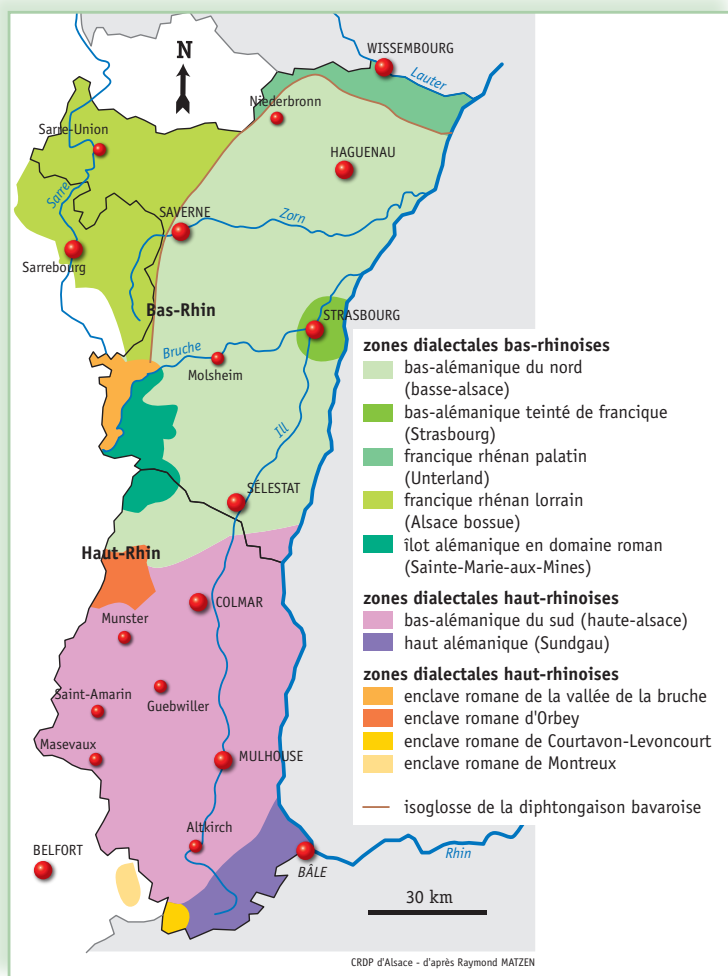 N
WISSEMBOURG
Lauter
Niederbronn
Sarre-Union
HAGUENAU
Sarre
SAVERNE
Zorn
Sarrebourg
Bas-Rhin
STRASBOURG
Bruche
Molsheim
Ill
SÉLESTAT
Haut-Rhin
COLMAR
Munster
Saint-Amarin
Guebwiller
Masevaux
MULHOUSE
Altkirch
BELFORT
BÂLE
Rhin
zones dialectales bas-rhinoises
bas-alémanique du nord
(basse-alsace)
bas-alémanique teinté de francique
(Strasbourg)
francique rhénan palatin
(Unterland)
francique rhénan lorrain
(Alsace bossue)
îlot alémanique en domaine roman
(Sainte-Marie-aux-Mines)
zones dialectales haut-rhinoises
bas-alémanique du sud (haute-alsace)
haut alémanique (Sundgau)
zones dialectales haut-rhinoises
enclave romane de la vallée de la bruche
enclave romane d'Orbey
enclave romane de Courtavon-Levoncourt
enclave romane de Montreux
isoglosse de la diphtongaison bavaroise
30 km
CRDP d'Alsace - d'après Raymond MATZEN